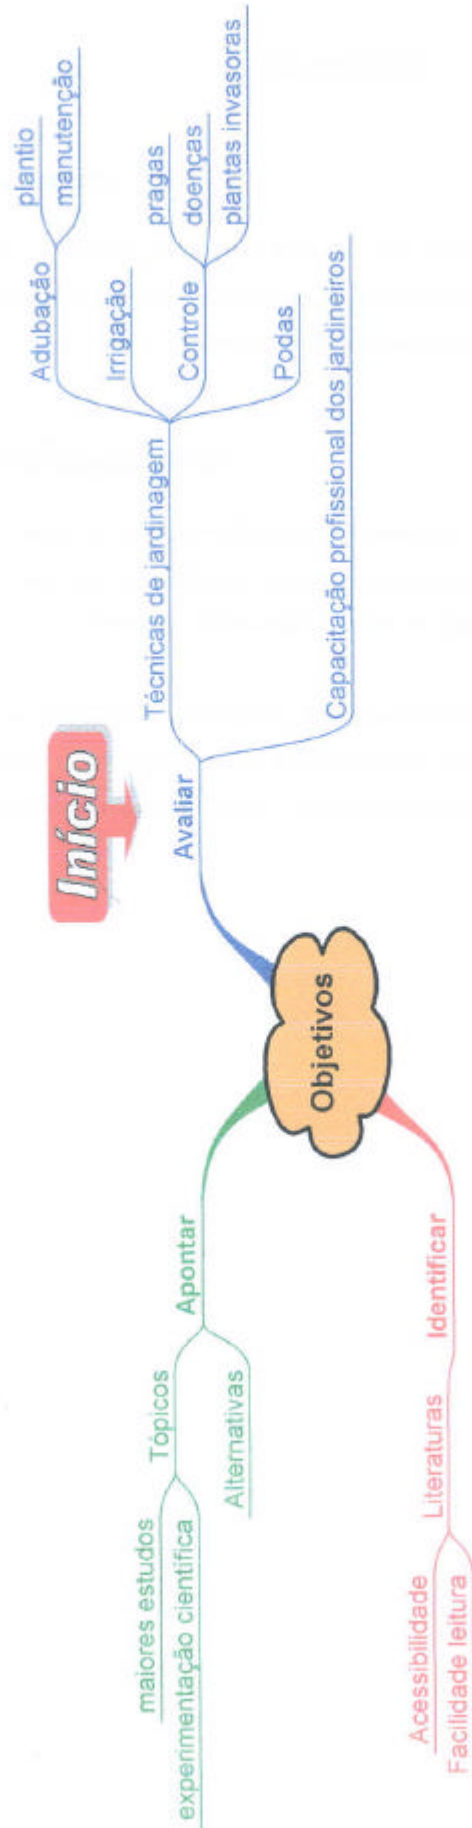 Início
Objetivos
Avaliar
Técnicas de jardinagem
Adubação
plantio
manutenção
Irrigação
Controle
pragas
doenças
plantas invasoras
Podas
Capacitação profissional dos jardineiros
Apontar
Tópicos
maiores estudos
experimentação científica
Alternativas
Identificar
Literaturas
Acessibilidade
Facilidade leitura